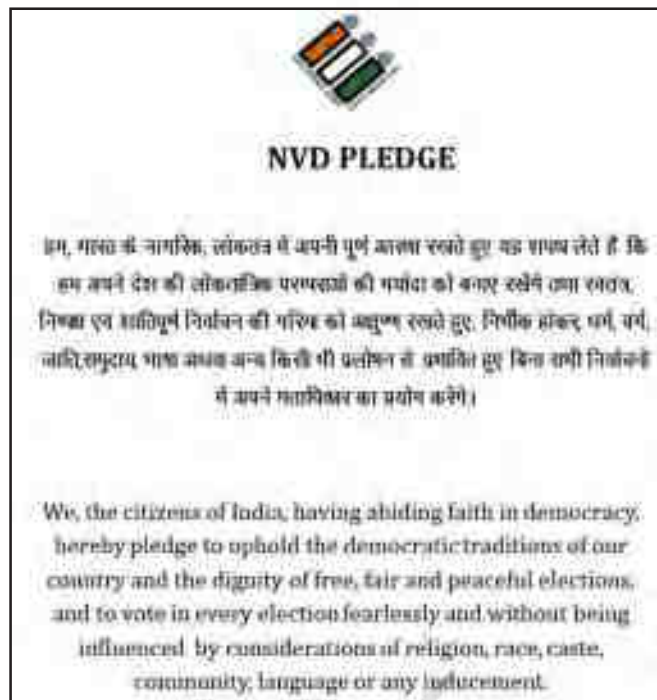 NVD PLEDGE
हम, भारत के नागरिक, लोकतंत्र में अपनी पूर्ण आस्था रखते हुए यह शपथ लेते हैं कि
हम अपने देश की लोकतांत्रिक परम्पराओं की मर्यादा को बनाए रखेंगे तथा स्वतंत्र,
निष्पक्ष एवं शांतिपूर्ण निर्वाचन की गरिमा को अक्षुण्ण रखते हुए, निर्भीक होकर, धर्म, वर्ग,
जाति,समुदाय, भाषा अथवा अन्य किसी भी प्रलोभन से प्रभावित हुए बिना सभी निर्वाचनों
में अपने मताधिकार का प्रयोग करेंगे।
We, the citizens of India, having abiding faith in democracy,
hereby pledge to uphold the democratic traditions of our
country and the dignity of free, fair and peaceful elections,
and to vote in every election fearlessly and without being
influenced by considerations of religion, race, caste,
community, language or any inducement.